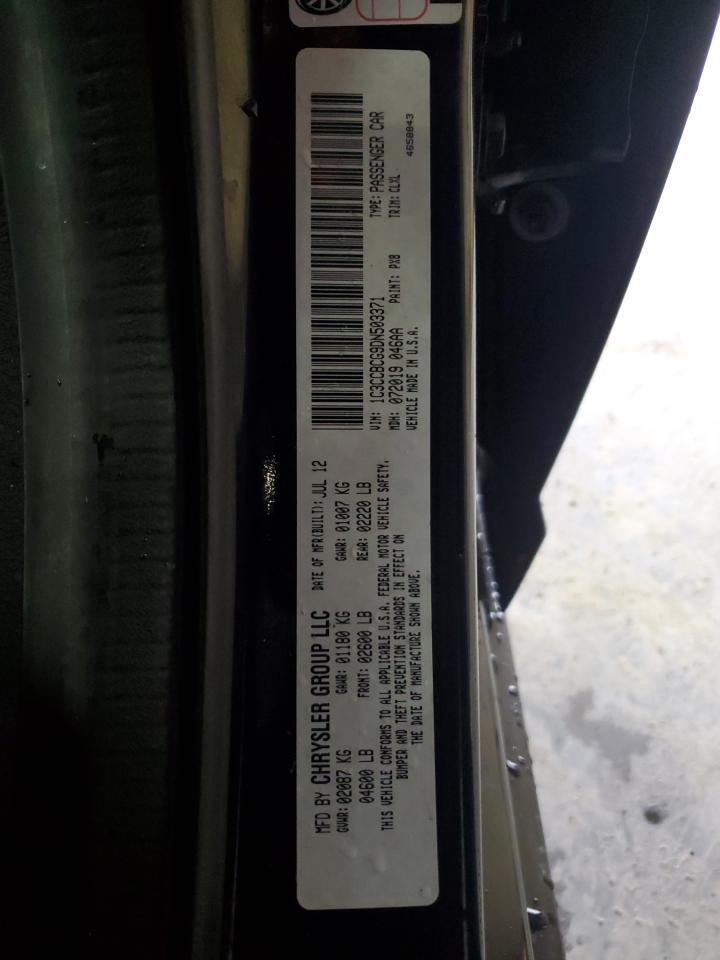 MFD BY CHRYSLER GROUP LLC DATE OF MFR(BUILT): JUL 12
GVWR: 02087 KG GAWR: 01180 KG GAWR: 01007 KG
04600 LB FRONT: 02600 LB REAR: 02220 LB
THIS VEHICLE CONFORMS TO ALL APPLICABLE U.S.A. FEDERAL MOTOR VEHICLE SAFETY,
BUMPER AND THEFT PREVENTION STANDARDS IN EFFECT ON
THE DATE OF MANUFACTURE SHOWN ABOVE.
VIN: 1C3CCBCG9DN503371 TYPE: PASSENGER CAR
MDH: 072019 046AA PAINT: PX8 TRIM: CLXL
VEHICLE MADE IN U.S.A. 4658843